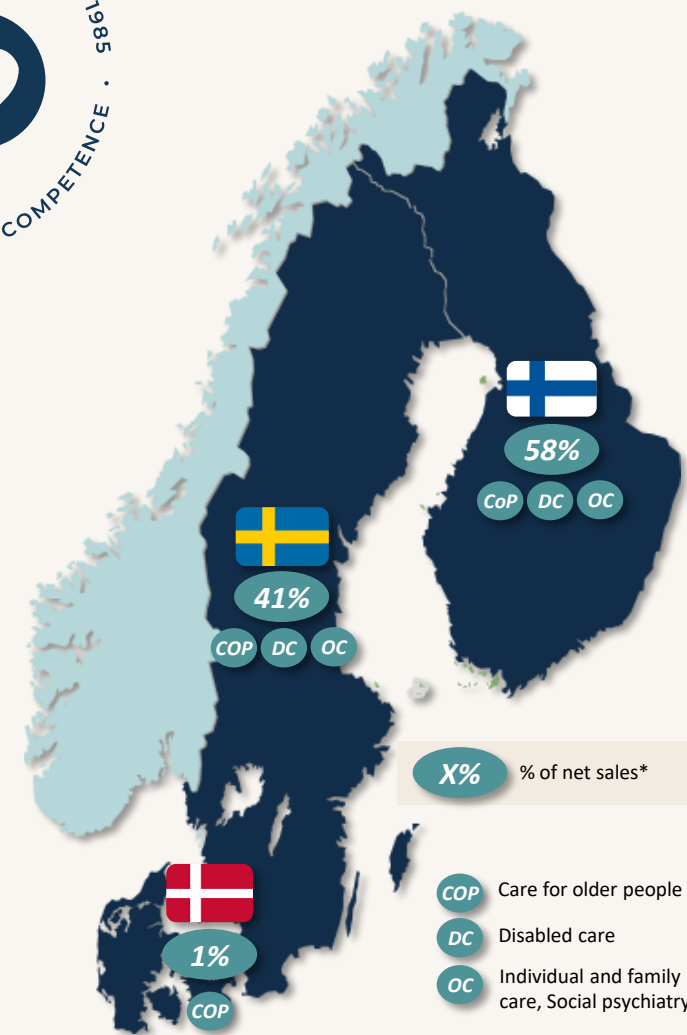 1985 ·
COMPETENCE
58%
CoP DC OC
41%
COP DC OC
X% % of net sales*
1%
COP
COP Care for older people
DC Disabled care
OC Individual and family
care, Social psychiatry